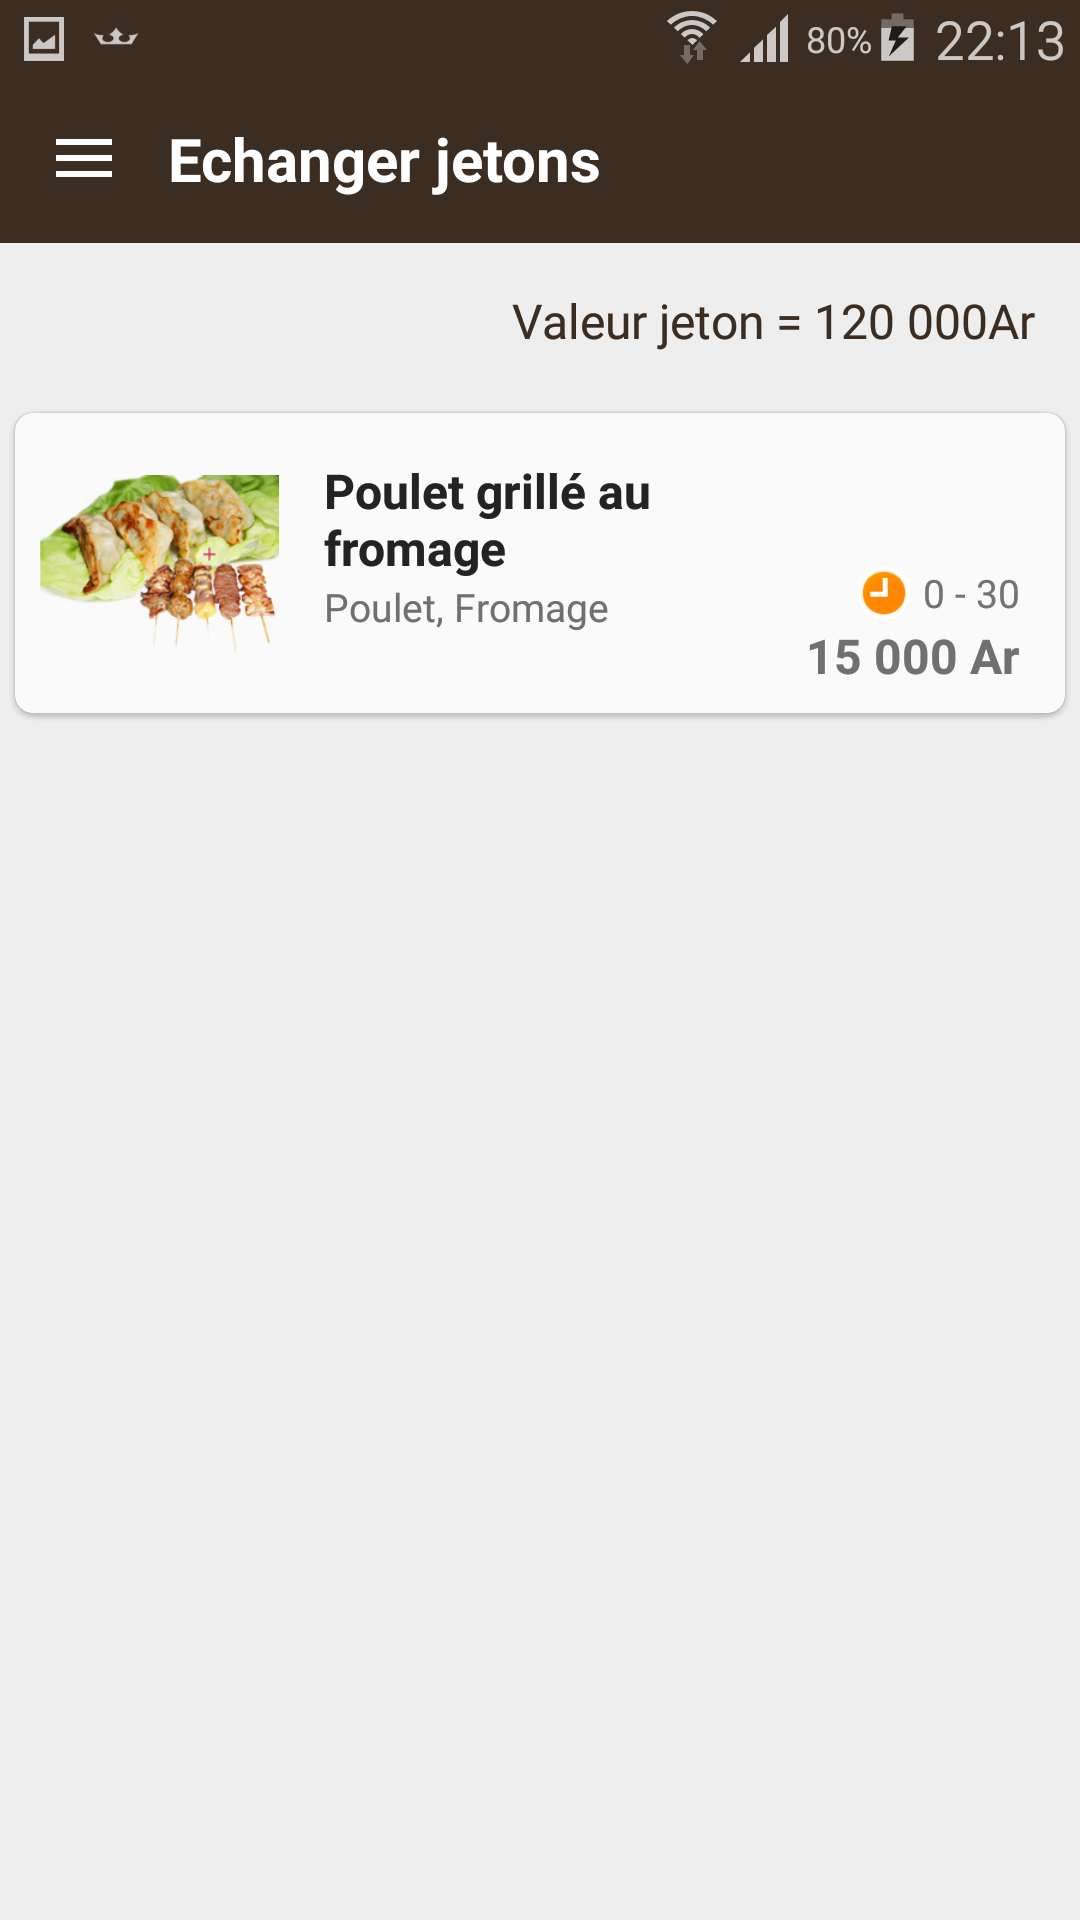 80% 22:13
Echanger jetons
Valeur jeton = 120 000Ar
Poulet grillé au
fromage
Poulet, Fromage
0 - 30
15 000 Ar